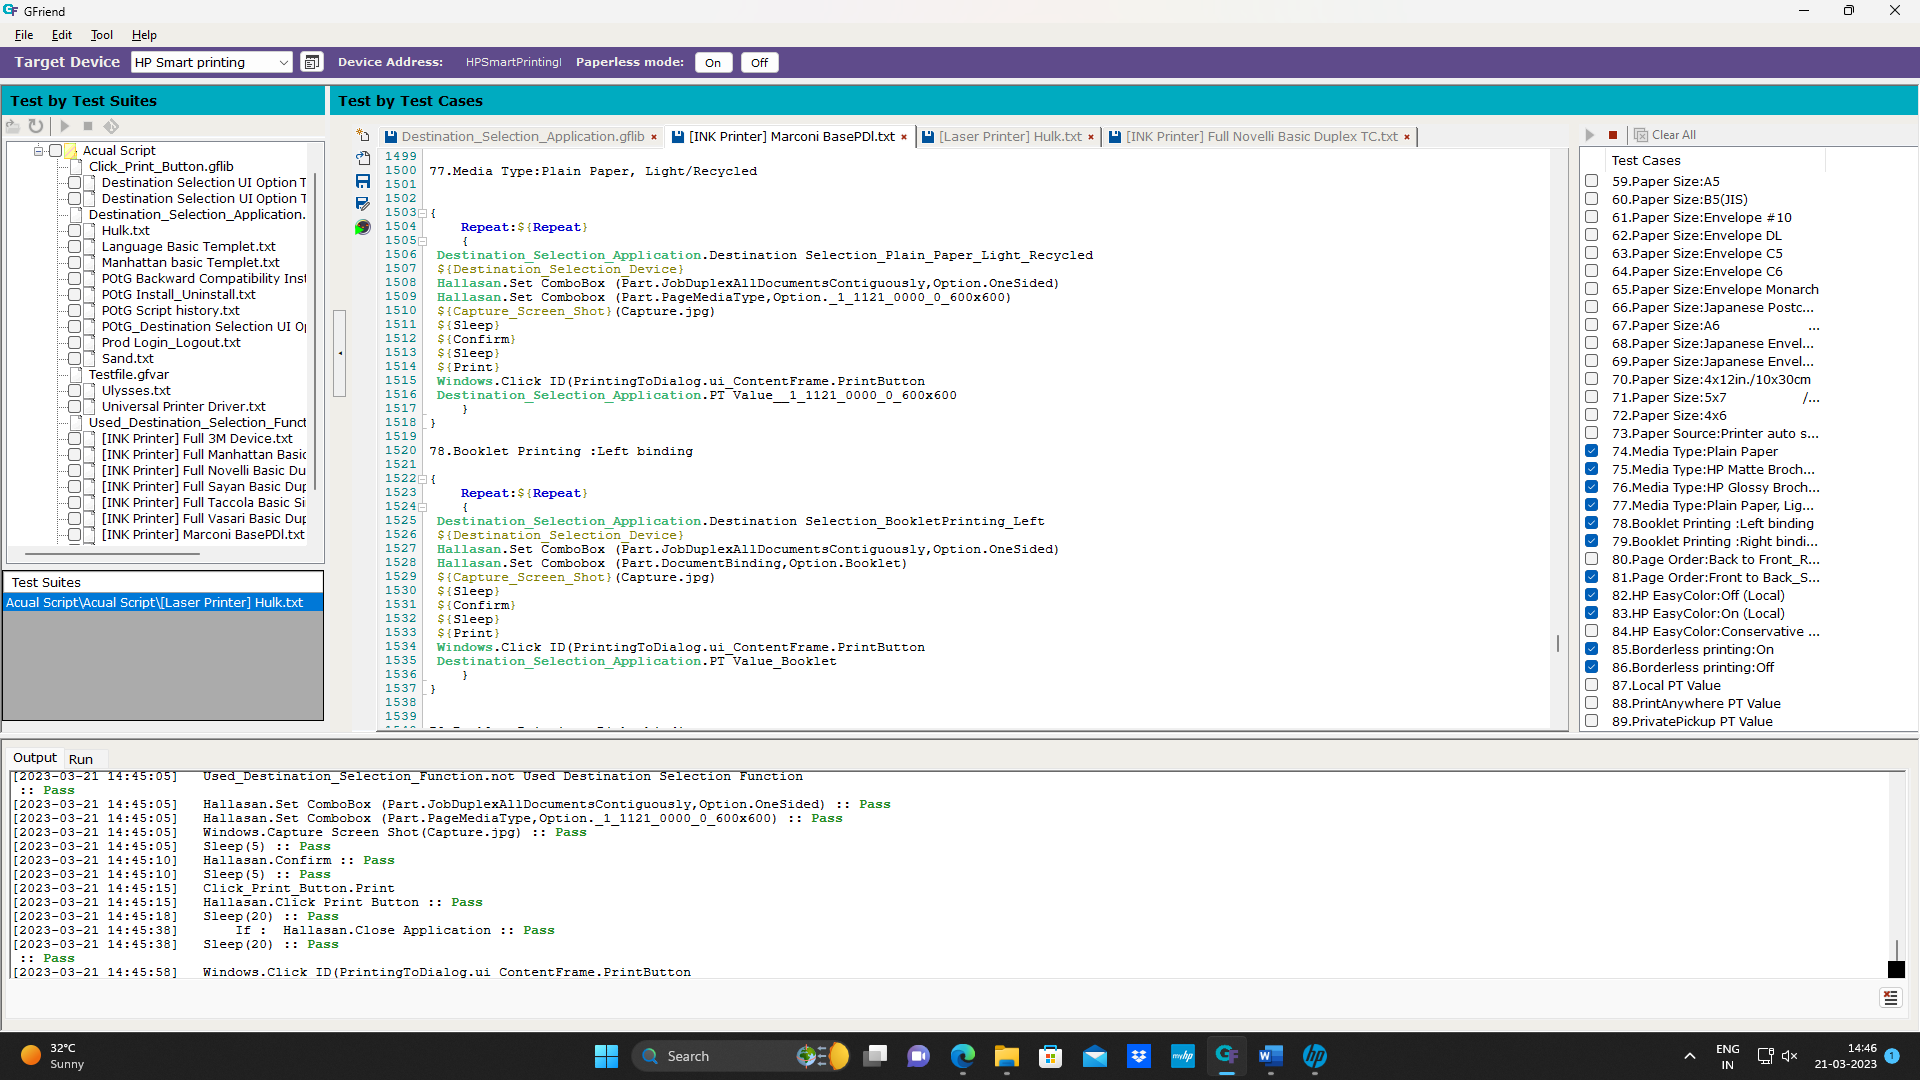 GFriend
File Edit Tool Help
Target Device HP Smart printing Device Address: HPSmartPrintingI Paperless mode: On Off
Test by Test Suites
Acual Script
Click_Print_Button.gflib
Destination Selection UI Option T
Destination Selection UI Option T
Destination_Selection_Application.
Hulk.txt
Language Basic Templet.txt
Manhattan basic Templet.txt
POtG Backward Compatibility Inst
POtG Install_Uninstall.txt
POtG Script history.txt
POtG_Destination Selection UI O
Prod Login_Logout.txt
Sand.txt
Testfile.gfvar
Ulysses.txt
Universal Printer Driver.txt
Used_Destination_Selection_Funct
[INK Printer] Full 3M Device.txt
[INK Printer] Full Manhattan Basic
[INK Printer] Full Novelli Basic Du
[INK Printer] Full Sayan Basic Dup
[INK Printer] Full Taccola Basic Si
[INK Printer] Full Vasari Basic Dup
[INK Printer] Marconi BasePDl.txt
Test Suites
Acual Script\Acual Script\[Laser Printer] Hulk.txt
Test by Test Cases
Destination_Selection_Application.gflib × [INK Printer] Marconi BasePDl.txt × [Laser Printer] Hulk.txt × [INK Printer] Full Novelli Basic Duplex TC.txt ×
1499
1500 77.Media Type:Plain Paper, Light/Recycled
1501
1502
1503 {
1504 Repeat:${Repeat}
1505 {
1506 Destination_Selection_Application.Destination Selection_Plain_Paper_Light_Recycled
1507 ${Destination_Selection_Device}
1508 Hallasan.Set ComboBox (Part.JobDuplexAllDocumentsContiguously,Option.OneSided)
1509 Hallasan.Set Combobox (Part.PageMediaType,Option._1_1121_0000_0_600x600)
1510 ${Capture_Screen_Shot}(Capture.jpg)
1511 ${Sleep}
1512 ${Confirm}
1513 ${Sleep}
1514 ${Print}
1515 Windows.Click ID(PrintingToDialog.ui_ContentFrame.PrintButton
1516 Destination_Selection_Application.PT Value__1_1121_0000_0_600x600
1517 }
1518 }
1519
1520 78.Booklet Printing :Left binding
1521
1522 {
1523 Repeat:${Repeat}
1524 {
1525 Destination_Selection_Application.Destination Selection_BookletPrinting_Left
1526 ${Destination_Selection_Device}
1527 Hallasan.Set ComboBox (Part.JobDuplexAllDocumentsContiguously,Option.OneSided)
1528 Hallasan.Set Combobox (Part.DocumentBinding,Option.Booklet)
1529 ${Capture_Screen_Shot}(Capture.jpg)
1530 ${Sleep}
1531 ${Confirm}
1532 ${Sleep}
1533 ${Print}
1534 Windows.Click ID(PrintingToDialog.ui_ContentFrame.PrintButton
1535 Destination_Selection_Application.PT Value_Booklet
1536 }
1537 }
1538
1539
Clear All
Test Cases
59.Paper Size:A5
60.Paper Size:B5(JIS)
61.Paper Size:Envelope #10
62.Paper Size:Envelope DL
63.Paper Size:Envelope C5
64.Paper Size:Envelope C6
65.Paper Size:Envelope Monarch
66.Paper Size:Japanese Postc...
67.Paper Size:A6 ...
68.Paper Size:Japanese Envel...
69.Paper Size:Japanese Envel...
70.Paper Size:4x12in./10x30cm
71.Paper Size:5x7 /...
72.Paper Size:4x6
73.Paper Source:Printer auto s...
74.Media Type:Plain Paper
75.Media Type:HP Matte Broch...
76.Media Type:HP Glossy Broch...
77.Media Type:Plain Paper, Lig...
78.Booklet Printing :Left binding
79.Booklet Printing :Right bindi...
80.Page Order:Back to Front_R...
81.Page Order:Front to Back_S...
82.HP EasyColor:Off (Local)
83.HP EasyColor:On (Local)
84.HP EasyColor:Conservative ...
85.Borderless printing:On
86.Borderless printing:Off
87.Local PT Value
88.PrintAnywhere PT Value
89.PrivatePickup PT Value
Output Run
[2023-03-21 14:45:05] Used_Destination_Selection_Function.not Used Destination Selection Function
:: Pass
[2023-03-21 14:45:05] Hallasan.Set ComboBox (Part.JobDuplexAllDocumentsContiguously,Option.OneSided) :: Pass
[2023-03-21 14:45:05] Hallasan.Set Combobox (Part.PageMediaType,Option._1_1121_0000_0_600x600) :: Pass
[2023-03-21 14:45:05] Windows.Capture Screen Shot(Capture.jpg) :: Pass
[2023-03-21 14:45:05] Sleep(5) :: Pass
[2023-03-21 14:45:10] Hallasan.Confirm :: Pass
[2023-03-21 14:45:10] Sleep(5) :: Pass
[2023-03-21 14:45:15] Click_Print_Button.Print
[2023-03-21 14:45:15] Hallasan.Click Print Button :: Pass
[2023-03-21 14:45:18] Sleep(20) :: Pass
[2023-03-21 14:45:38] If : Hallasan.Close Application :: Pass
[2023-03-21 14:45:38] Sleep(20) :: Pass
:: Pass
[2023-03-21 14:45:58] Windows.Click ID(PrintingToDialog.ui_ContentFrame.PrintButton
32°C
Sunny
Search
myhp
GF
hp
ENG
IN
14:46
21-03-2023
1